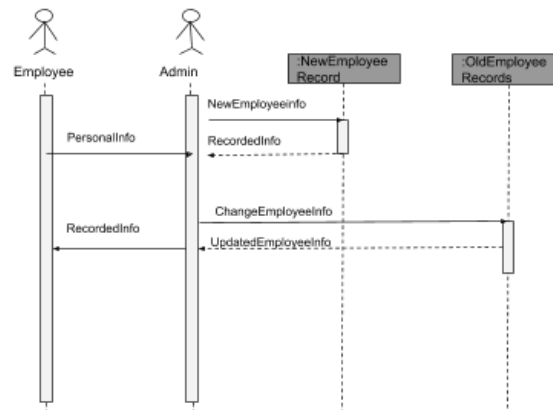 Employee
Admin
:NewEmployee
Record
:OldEmployee
Records
NewEmployeeinfo
PersonalInfo
RecordedInfo
ChangeEmployeeInfo
RecordedInfo
UpdatedEmployeeInfo